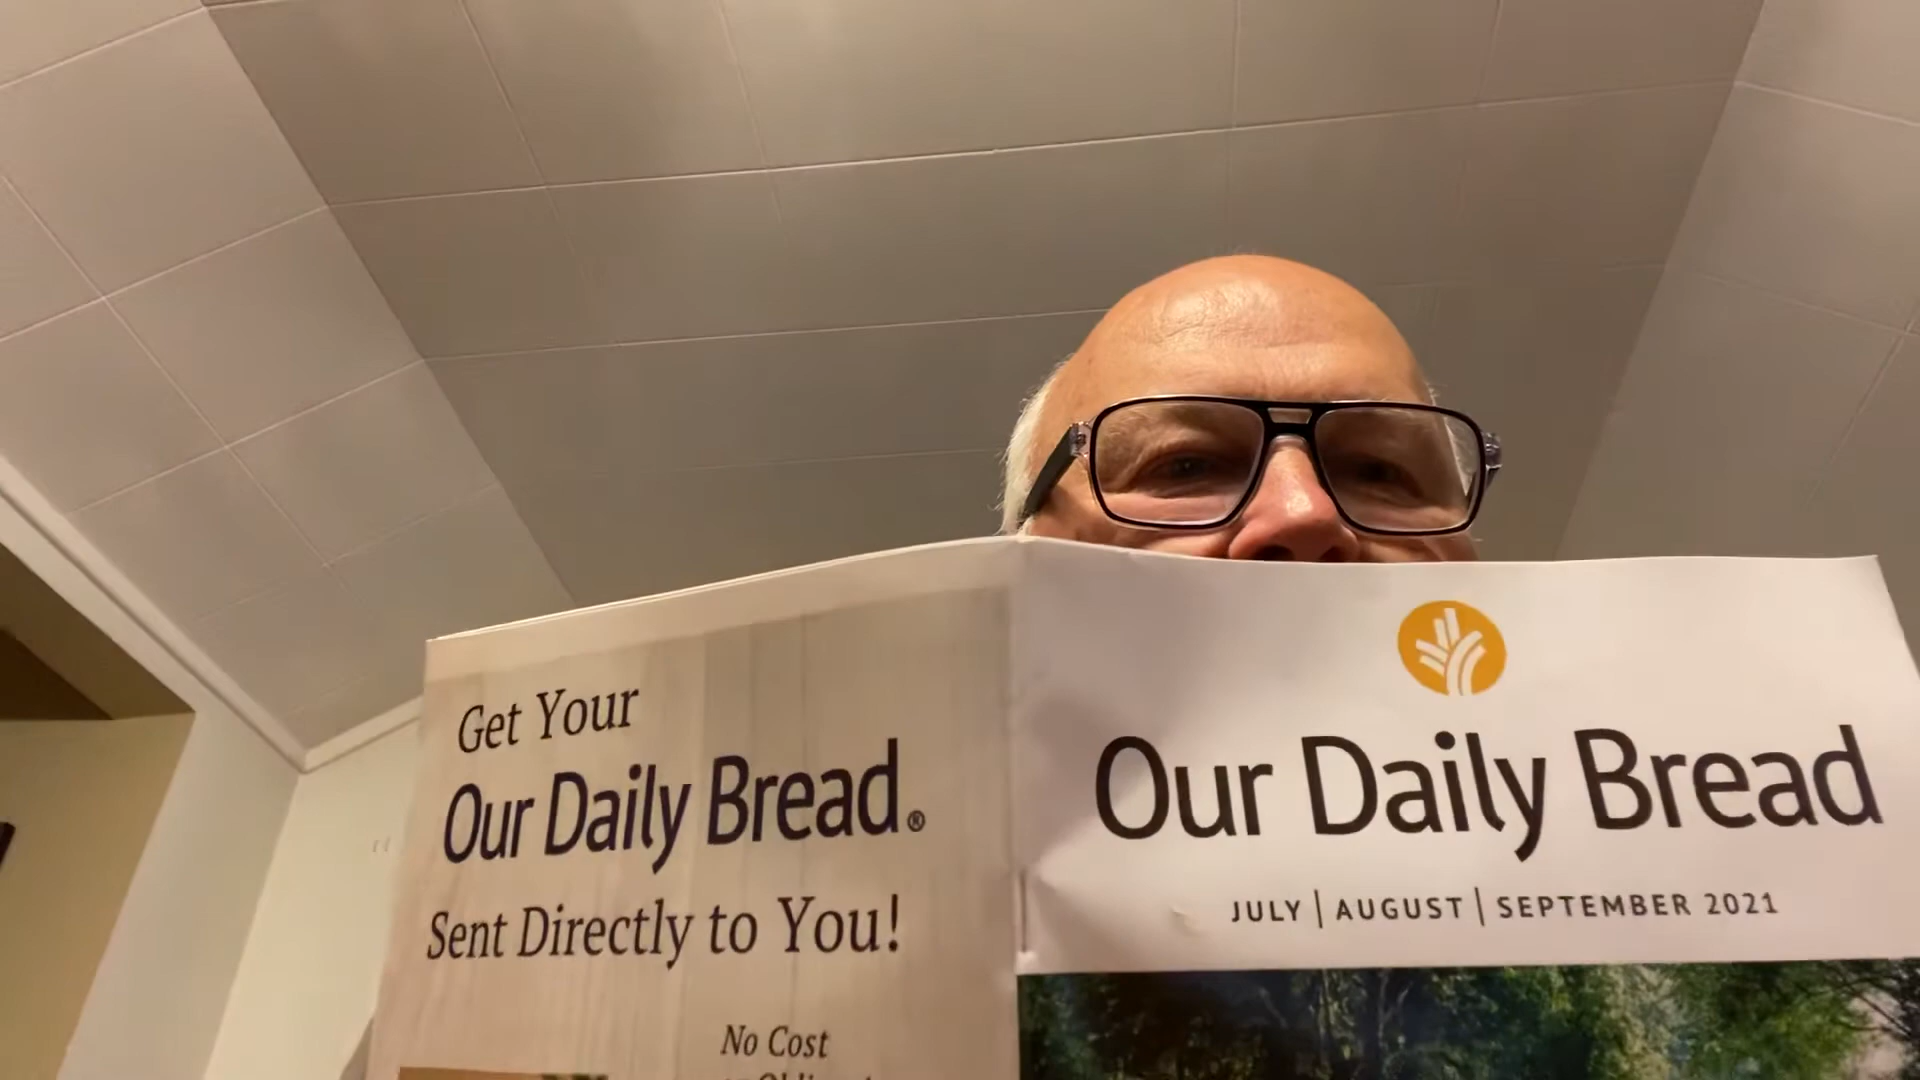 Get Your
Our Daily Bread®
Sent Directly to You!
No Cost
Our Daily Bread
JULY | AUGUST | SEPTEMBER 2021